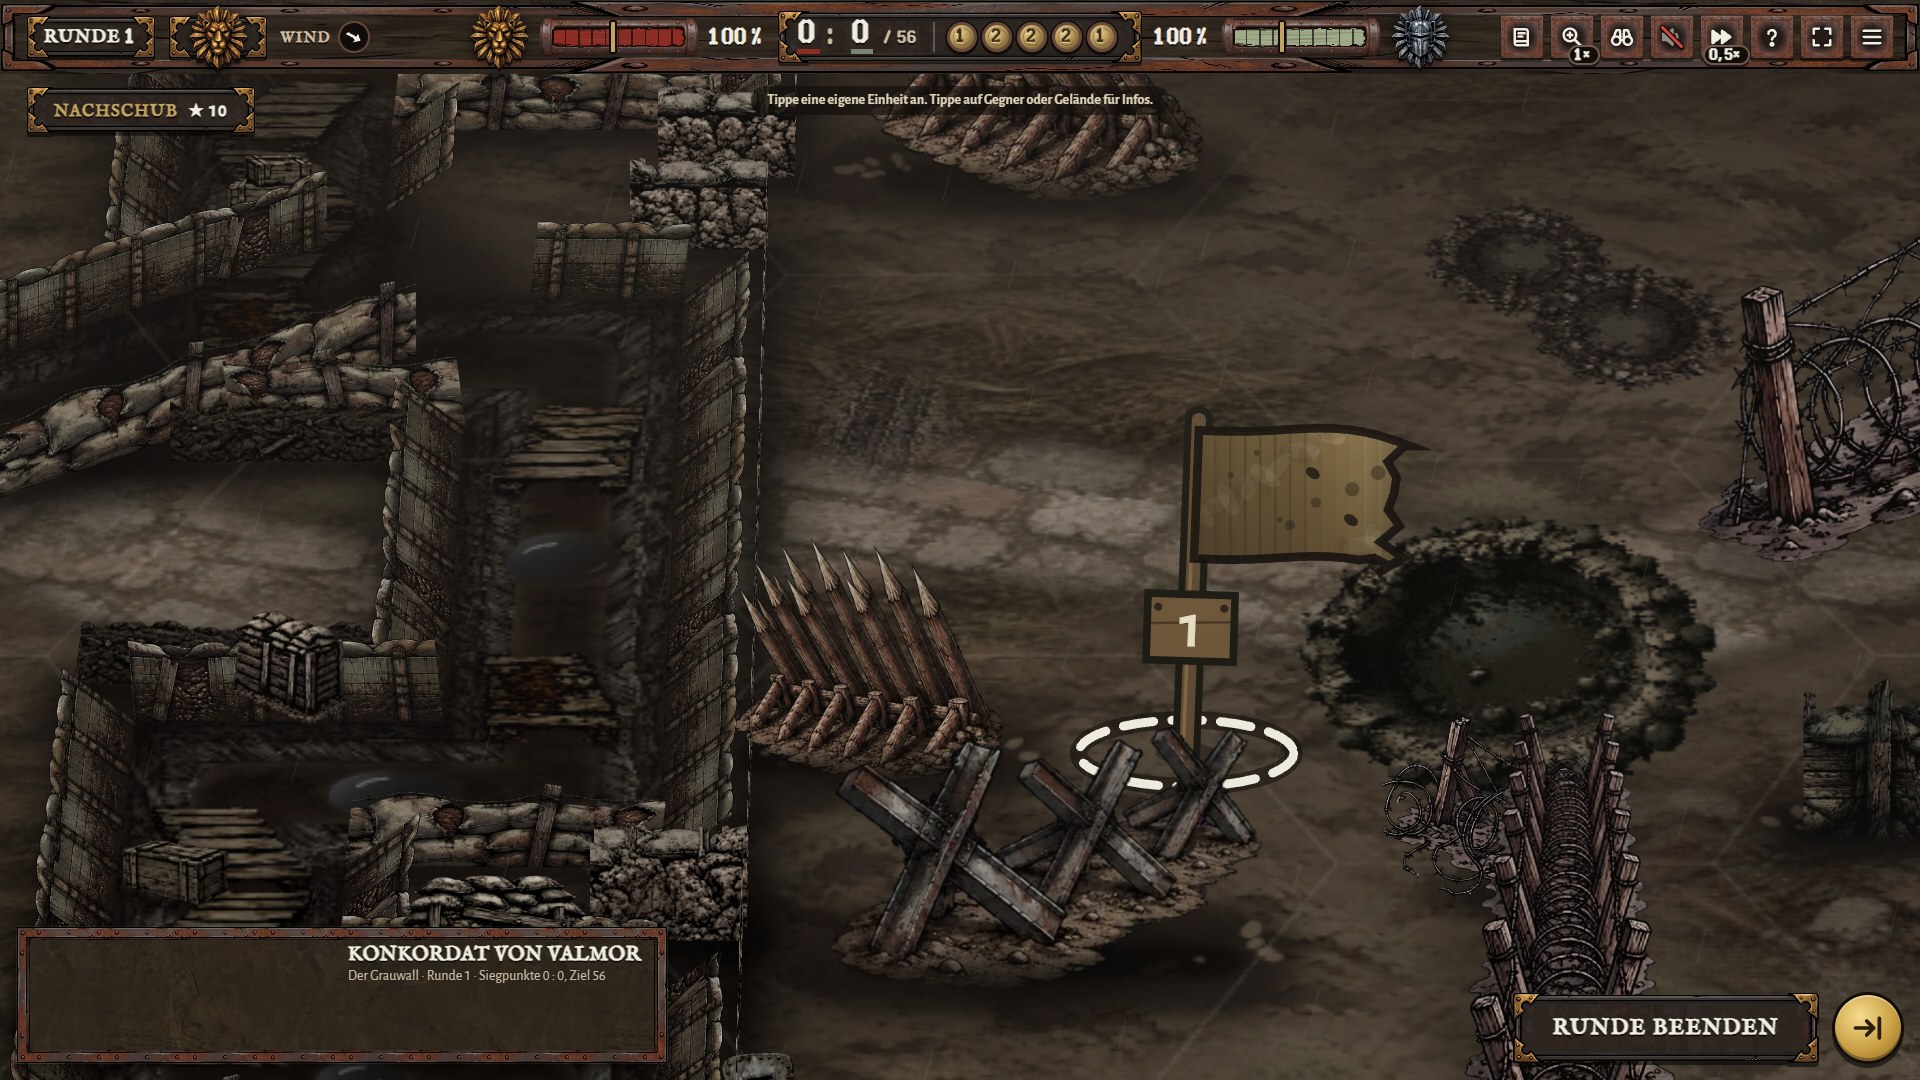 RUNDE 1
WIND
100%
0 : 0 / 56
1 2 2 2 1
100%
1x
?
0,5x
NACHSCHUB ★ 10
Tippe eine eigene Einheit an. Tippe auf Gegner oder Gelände für Infos.
1
KONKORDAT VON VALMOR
Der Grauwall · Runde 1 · Siegpunkte 0 : 0, Ziel 56
RUNDE BEENDEN